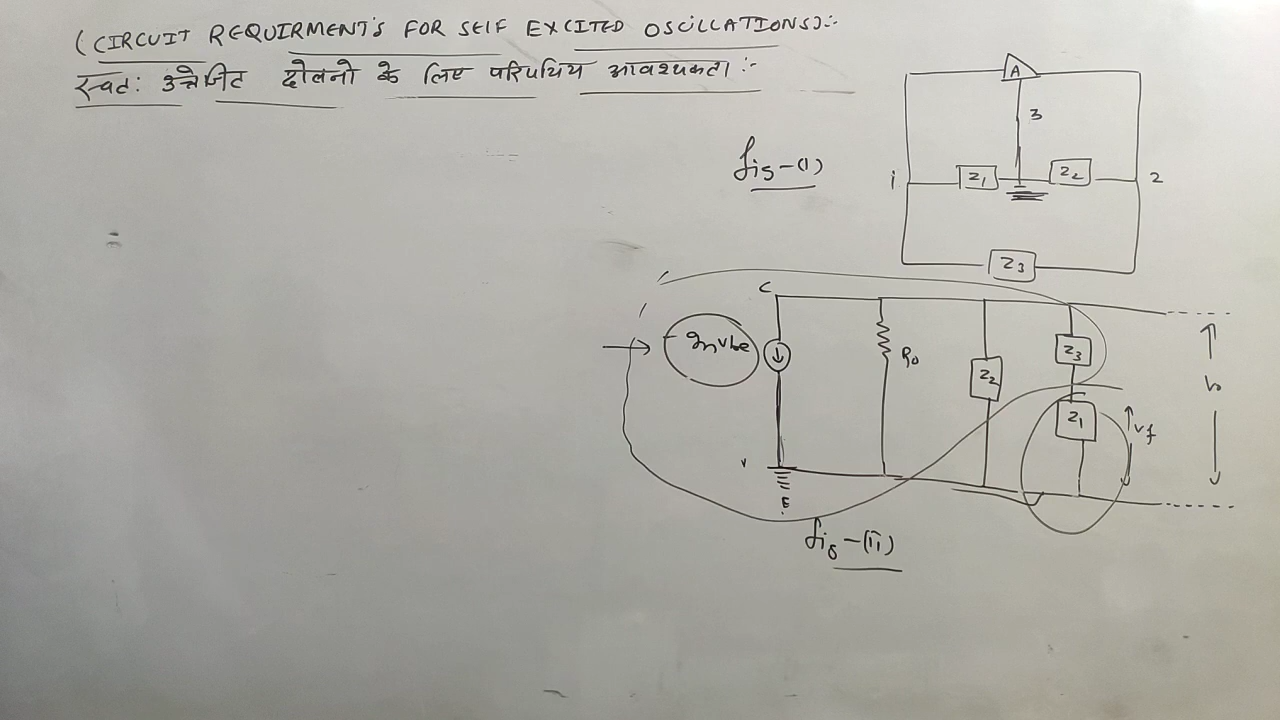 (CIRCUIT REQUIRMENT'S FOR SELF EXCITED OSCILLATIONS):-
स्वत: उत्तेजित दोलनो के लिए परिपथिय आवश्यकता :-
A
3
fig-(1)
1
Z1
Z2
2
Z3
C
gmvbe
R0
Z2
Z3
Z1
vf
E
fig-(ii)